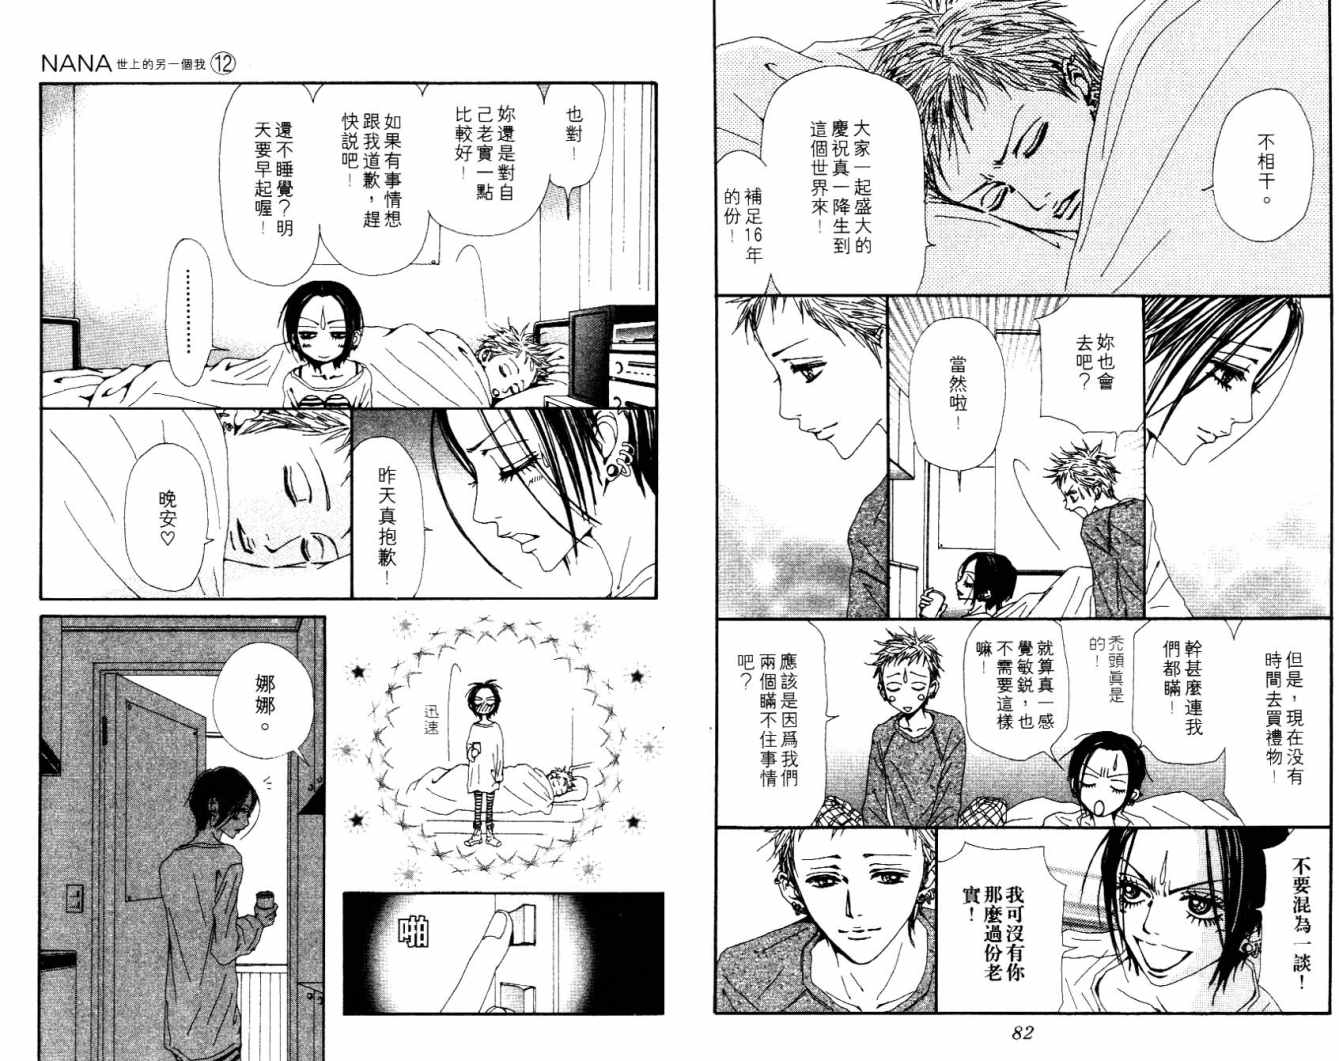 不相干。
大家一起盛大的
慶祝真一降生到
這個世界來！
補足16年
的份！
妳也會
去吧？
當然啦！
但是，現在没有
時間去買禮物！
幹甚麼連我
們都瞞！
禿頭眞是
的！
就算真一感
覺敏鋭，也
不需要這樣
嘛！
應該是因爲我們
兩個瞞不住事情
吧？
不要混為一談！
我可没有你
那麼過份老
實！
82
NANA 世上的另一個我 12
也對！
妳還是對自
己老實一點
比較好！
如果有事情想
跟我道歉，趕
快説吧！
還不睡覺？明
天要早起喔！
…………
昨天真抱歉！
晚安♡
迅速
啪
娜娜。